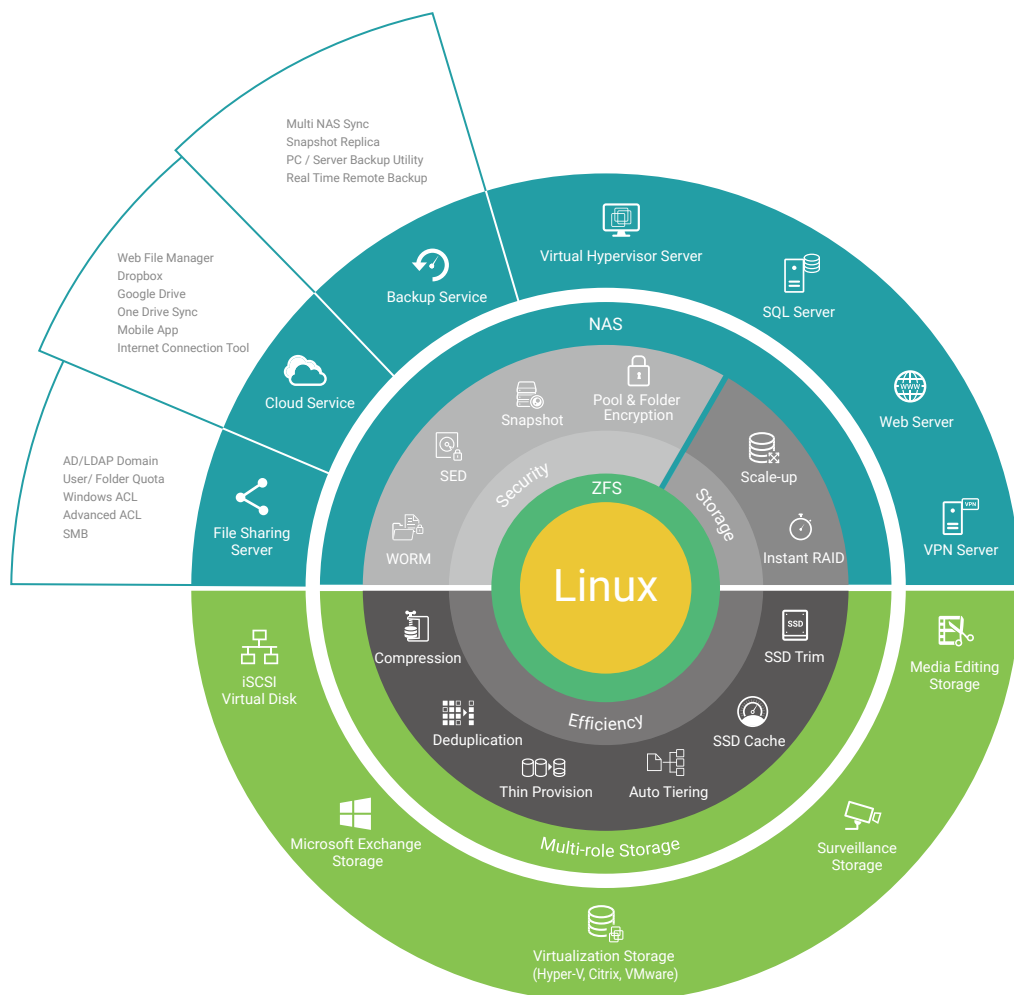 Multi NAS Sync
Snapshot Replica
PC / Server Backup Utility
Real Time Remote Backup
Web File Manager
Dropbox
Google Drive
One Drive Sync
Mobile App
Internet Connection Tool
AD/LDAP Domain
User/ Folder Quota
Windows ACL
Advanced ACL
SMB
Backup Service
Cloud Service
File Sharing
Server
Virtual Hypervisor Server
SQL Server
WWW
Web Server
VPN
VPN Server
NAS
Pool & Folder
Encryption
Snapshot
SED
WORM
Security
Scale-up
Instant RAID
Storage
ZFS
Linux
Compression
Deduplication
Thin Provision
Auto Tiering
SSD Cache
SSD
SSD Trim
Efficiency
Multi-role Storage
iSCSI
Virtual Disk
Microsoft Exchange
Storage
Virtualization Storage
(Hyper-V, Citrix, VMware)
Surveillance
Storage
Media Editing
Storage